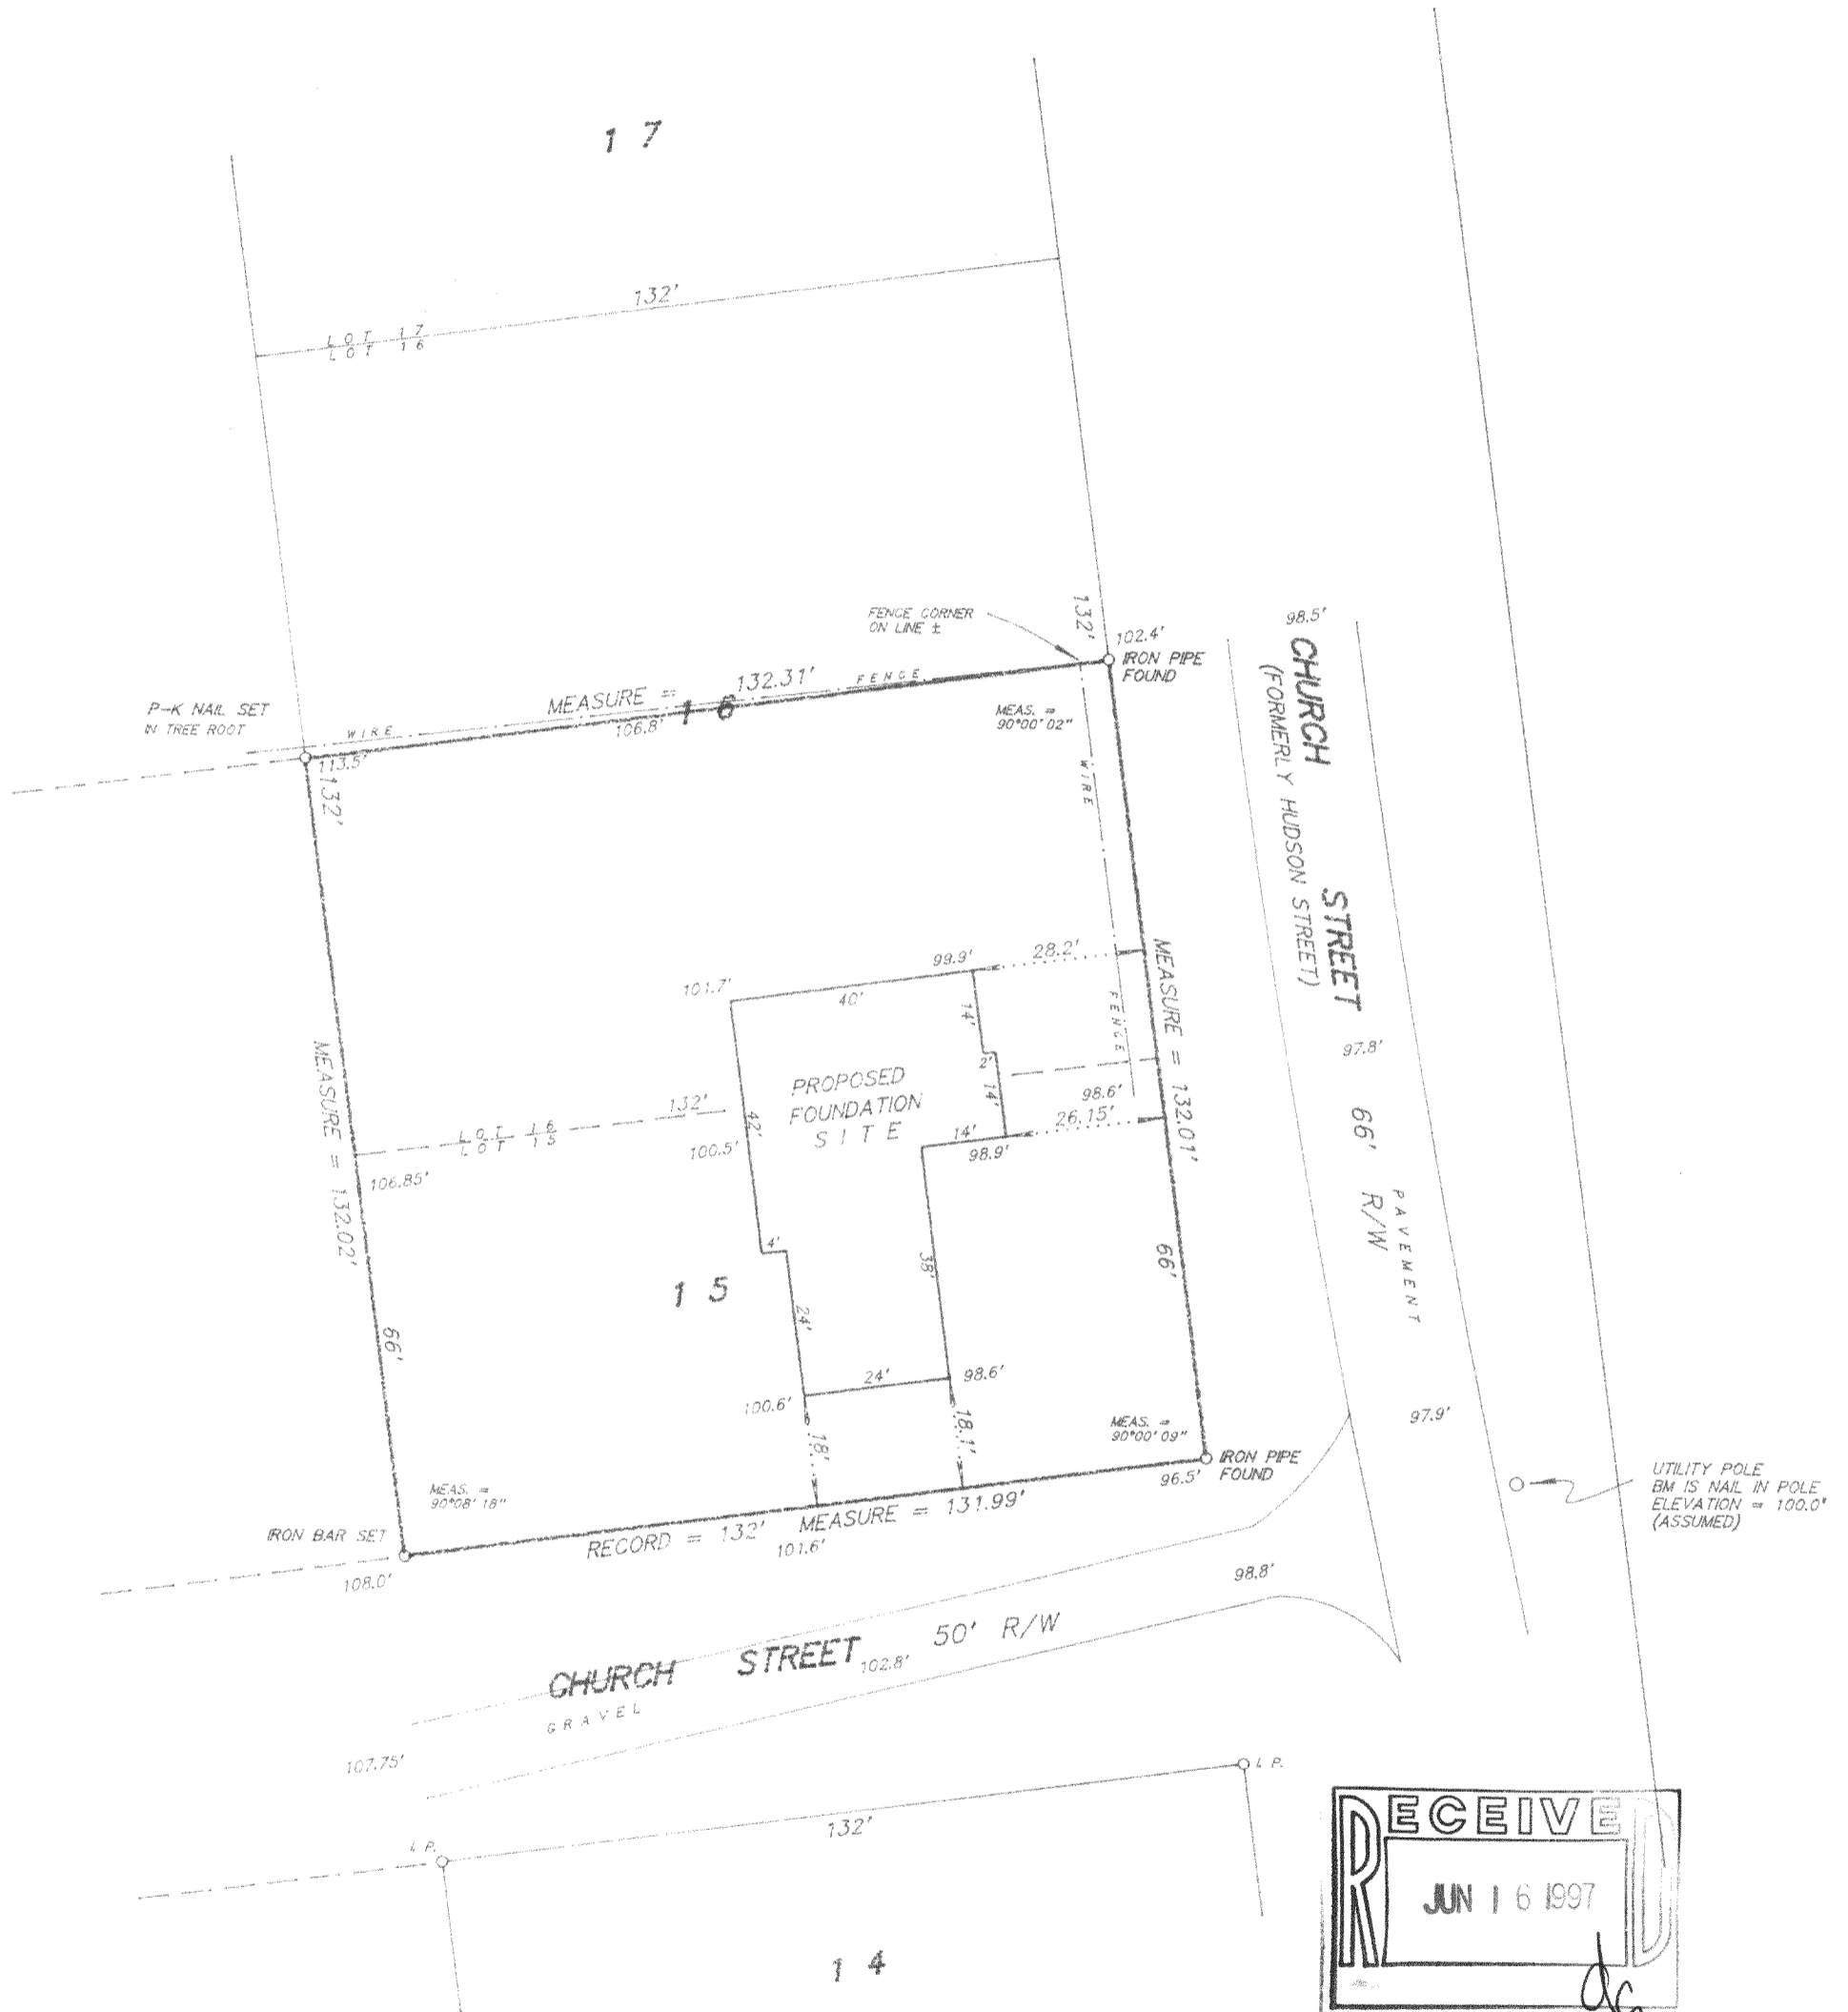 1 7
132'
LOT 17
LOT 16
FENCE CORNER
ON LINE ±
132'
102.4'
IRON PIPE
FOUND
98.5'
CHURCH STREET
(FORMERLY HUDSON STREET)
66' R/W
PAVEMENT
97.8'
97.9'
P-K NAIL SET
IN TREE ROOT
WIRE
MEASURE = 132.31'
FENCE
1 6
106.8'
MEAS. =
90°00'02"
113.5'
132'
WIRE
FENCE
MEASURE = 132.01'
66'
28.2'
99.9'
101.7'
40'
14'
2'
14'
PROPOSED
FOUNDATION
SITE
42'
98.6'
26.15'
14'
98.9'
132'
LOT 16
LOT 15
100.5'
106.85'
MEASURE = 132.02'
66'
4'
38'
24'
1 5
24'
98.6'
100.6'
18'
18.1'
MEAS. =
90°00'09"
IRON PIPE
FOUND
96.5'
MEAS. =
90°08'18"
IRON BAR SET
108.0'
RECORD = 132' MEASURE = 131.99'
101.6'
UTILITY POLE
BM IS NAIL IN POLE
ELEVATION = 100.0'
(ASSUMED)
98.8'
CHURCH STREET 50' R/W
102.8'
GRAVEL
107.75'
I.P.
I.P.
132'
1 4
RECEIVED
JUN 16 1997
dc